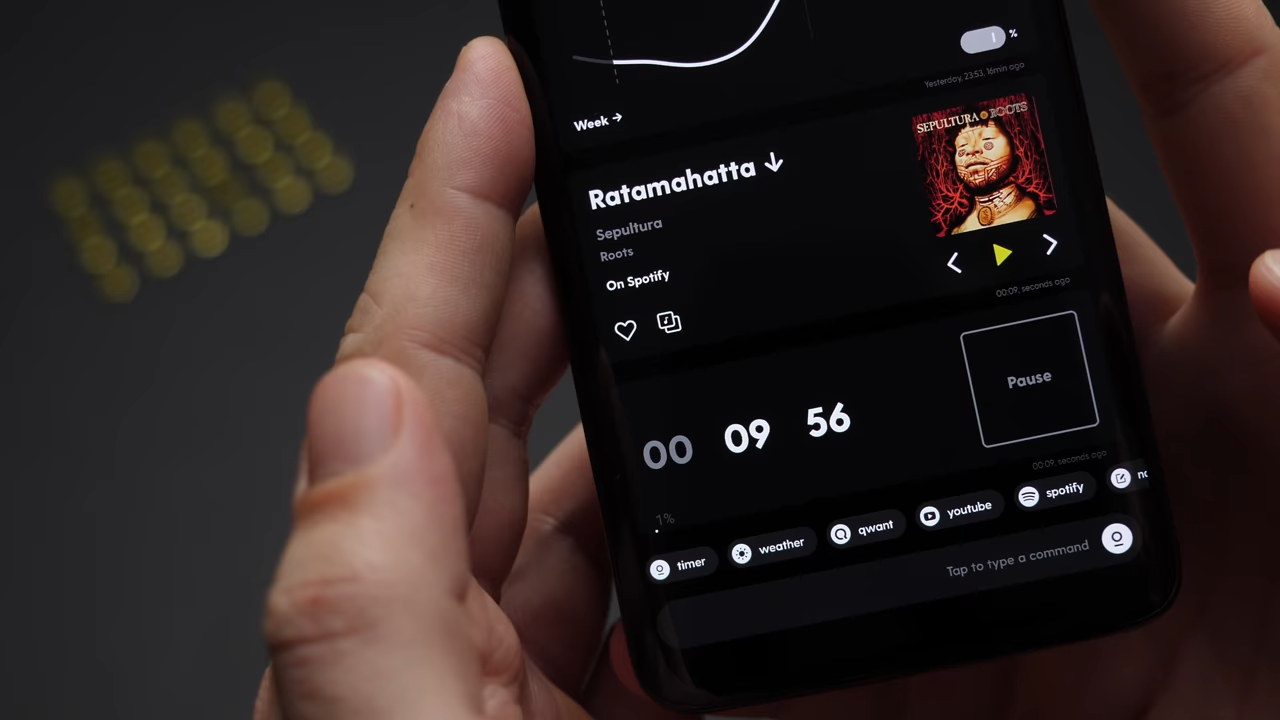 %
Yesterday, 23:53, 16min ago
Week →
SEPULTURA ROOTS
Ratamahatta ↓
Sepultura
Roots
On Spotify
00:09, seconds ago
Pause
00 09 56
00:09, seconds ago
1%
timer weather qwant youtube spotify
Tap to type a command